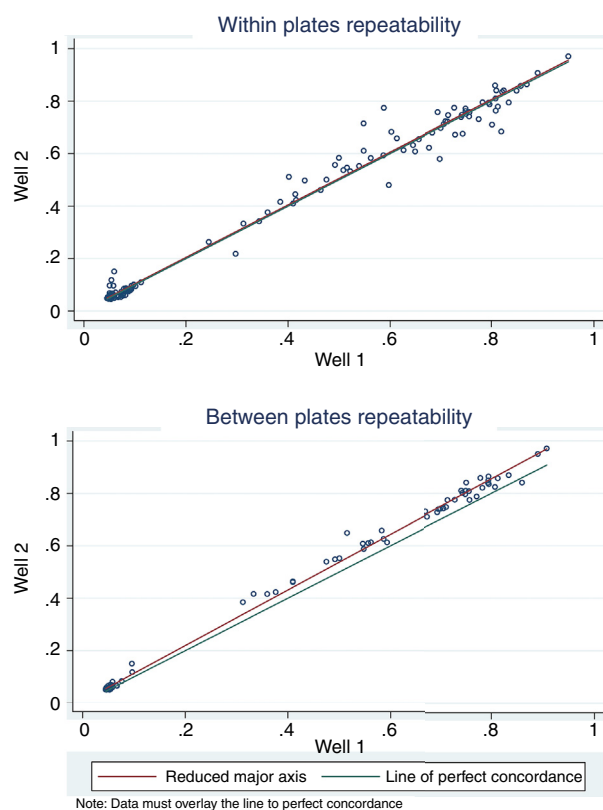 Within plates repeatability
1
.8
.6
.4
.2
0
Well 2
0 .2 .4 .6 .8 1
Well 1
Between plates repeatability
1
.8
.6
.4
.2
0
Well 2
0 .2 .4 .6 .8 1
Well 1
Reduced major axis Line of perfect concordance
Note: Data must overlay the line to perfect concordance